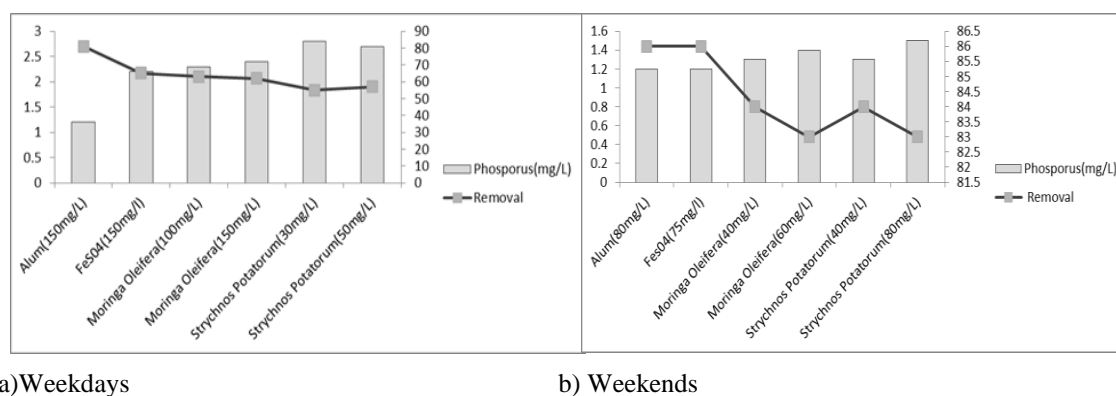 3
2.5
2
1.5
1
0.5
0
90
80
70
60
50
40
30
20
10
0
Alum(150mg/L)
FeS04(150mg/l)
Moringa Oleifera(100mg/L)
Moringa Oleifera(150mg/L)
Strychnos Potatorum(30mg/L)
Strychnos Potatorum(50mg/L)
Phosporus(mg/L)
Removal
1.6
1.4
1.2
1
0.8
0.6
0.4
0.2
0
86.5
86
85.5
85
84.5
84
83.5
83
82.5
82
81.5
Alum(80mg/L)
Fes04(75mg/l)
Moringa Oleifera(40mg/L)
Moringa Oleifera(60mg/L)
Strychnos Potatorum(40mg/L)
Strychnos Potatorum(80mg/L)
Phosporus(mg/L)
Removal
a)Weekdays
b) Weekends